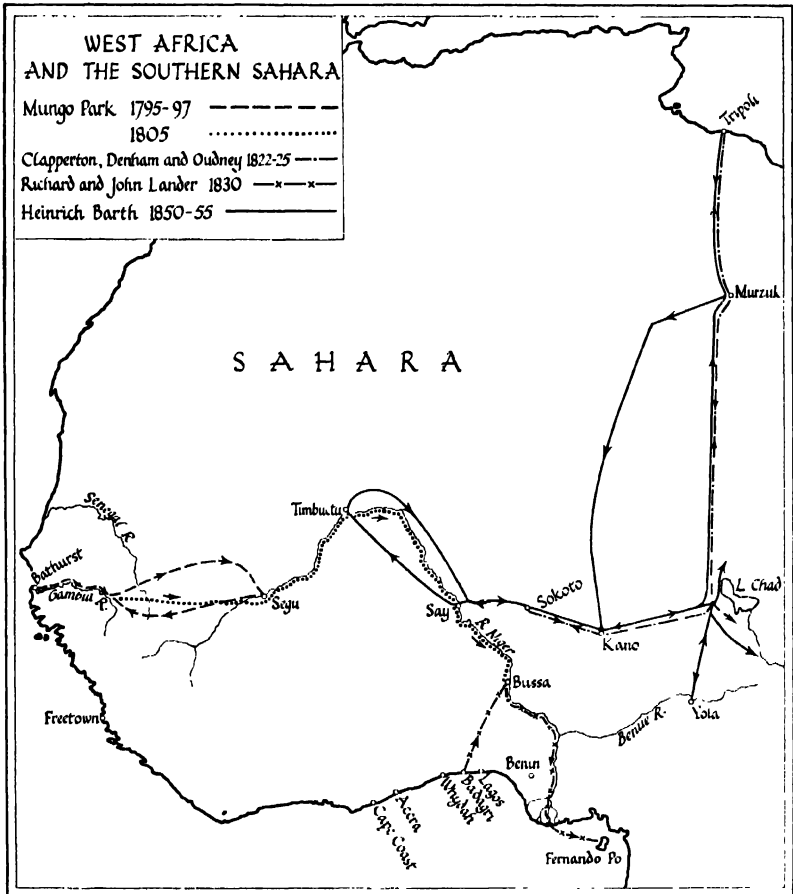 WEST AFRICA
AND THE SOUTHERN SAHARA
Mungo Park 1795-97
1805
Clapperton, Denham and Oudney 1822-25
Richard and John Lander 1830
Heinrich Barth 1850-55
Tripoli
Murzuk
SAHARA
Senegal R.
Timbuktu
Bathurst
Gambia
R.
Segu
Say
Sokoto
L. Chad
R. Niger
Kano
Bussa
Freetown
Benue R.
Yola
Benin
Lagos
Badagri
Whydah
Accra
Cape Coast
Fernando Po